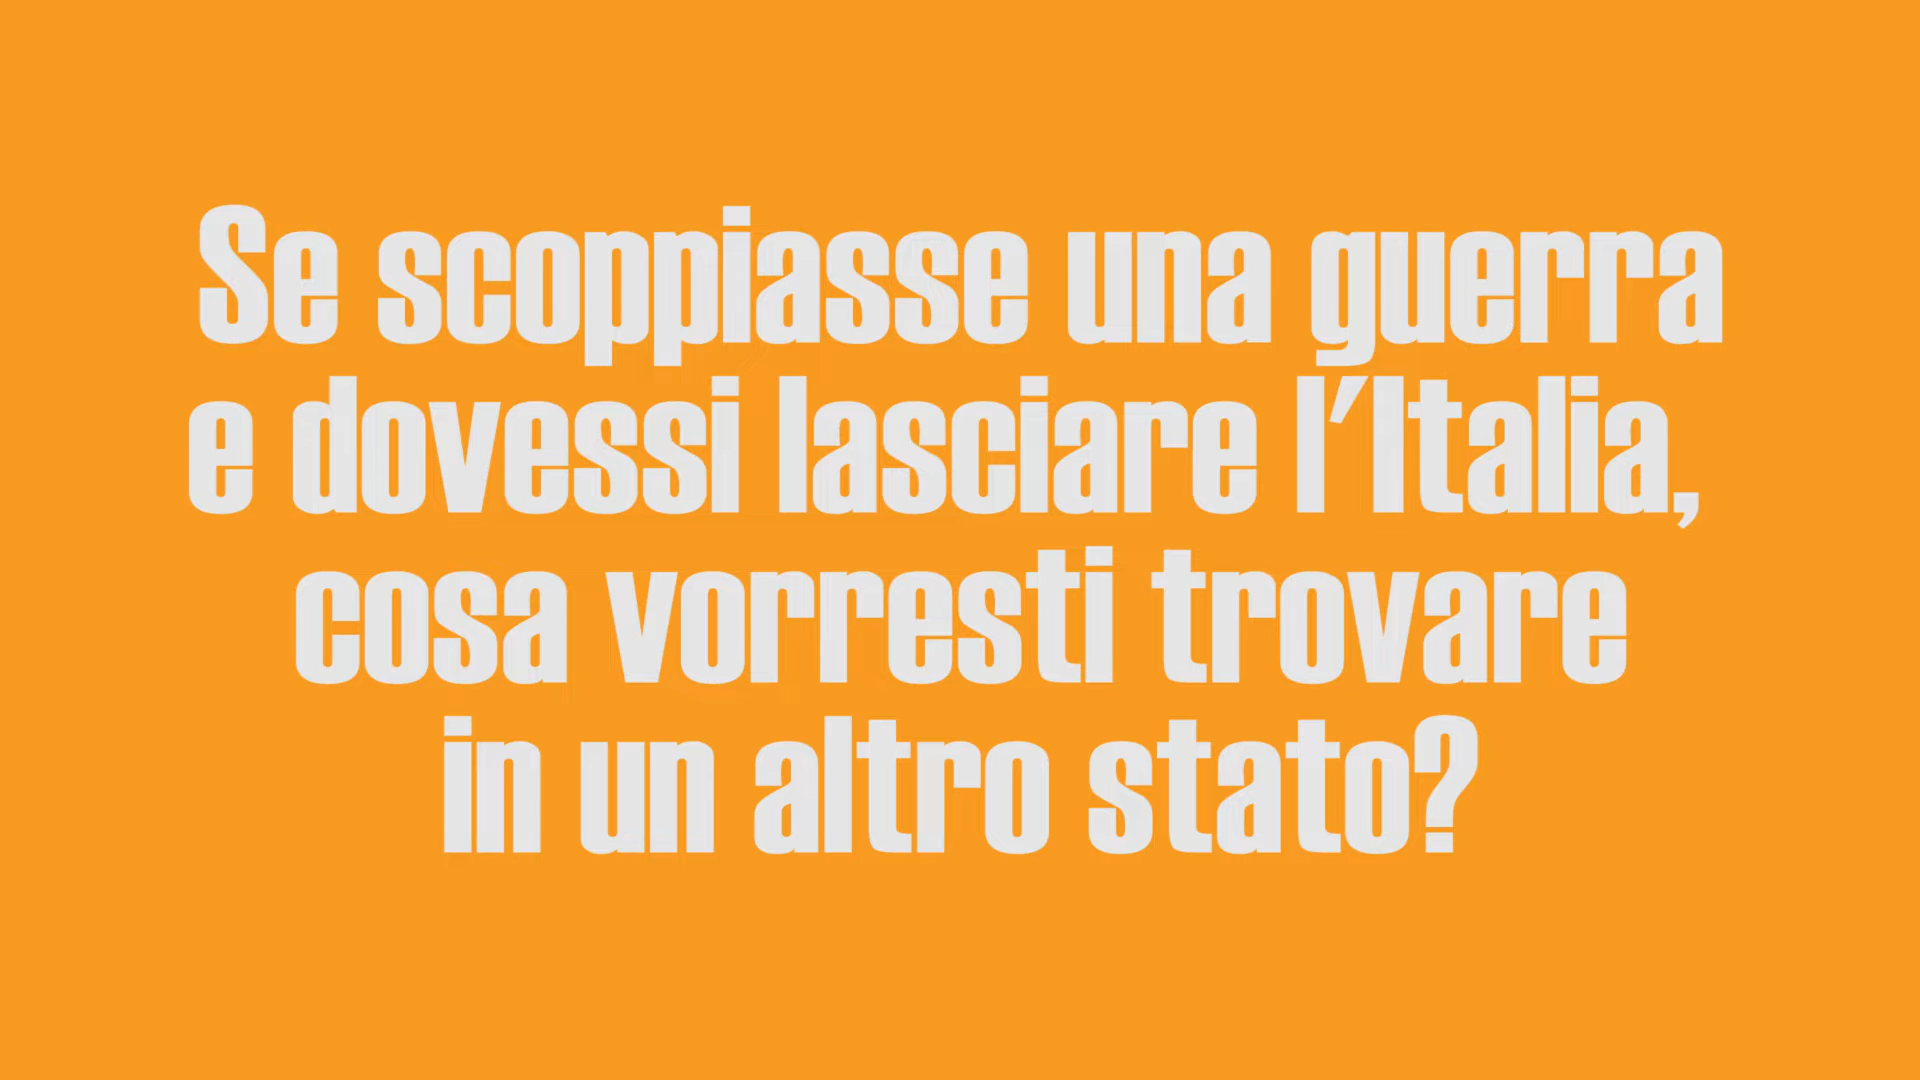 Se scoppiasse una guerra
e dovessi lasciare l'Italia,
cosa vorresti trovare
in un altro stato?